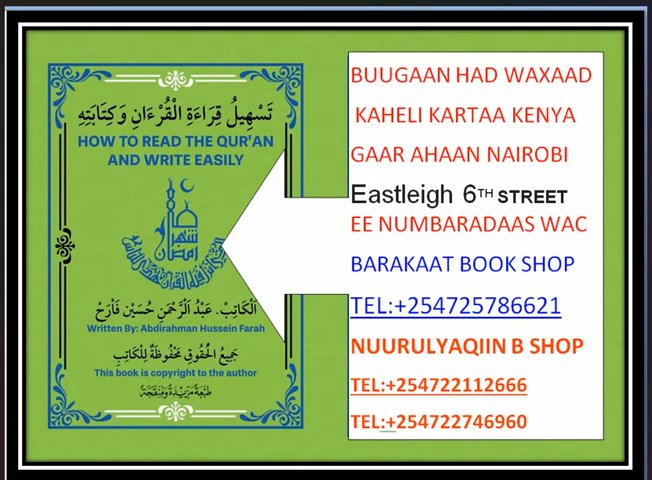 تَسْهِيلُ قِرَاءَةِ الْقُرْءَانِ وَكِتَابَتِهِ
HOW TO READ THE QUR'AN
AND WRITE EASILY
شهر
رمضان
اَلْكَاتِبْ. عَبْدُ الرَّحْمَنِ حُسَيْن فَارَحْ
Written By: Abdirahman Hussein Farah
جَمِيعُ الْحُقُوقِ مَحْفُوظَةٌ لِلْكَاتِبِ
This book is copyright to the author
طَبْعَةٌ مَزِيدَةٌ وَمُنَقَّحَةٌ
BUUGAAN HAD WAXAAD
KAHELI KARTAA KENYA
GAAR AHAAN NAIROBI
Eastleigh 6TH STREET
EE NUMBARADAAS WAC
BARAKAAT BOOK SHOP
TEL:+254725786621
NUURULYAQIIN B SHOP
TEL:+254722112666
TEL:+254722746960